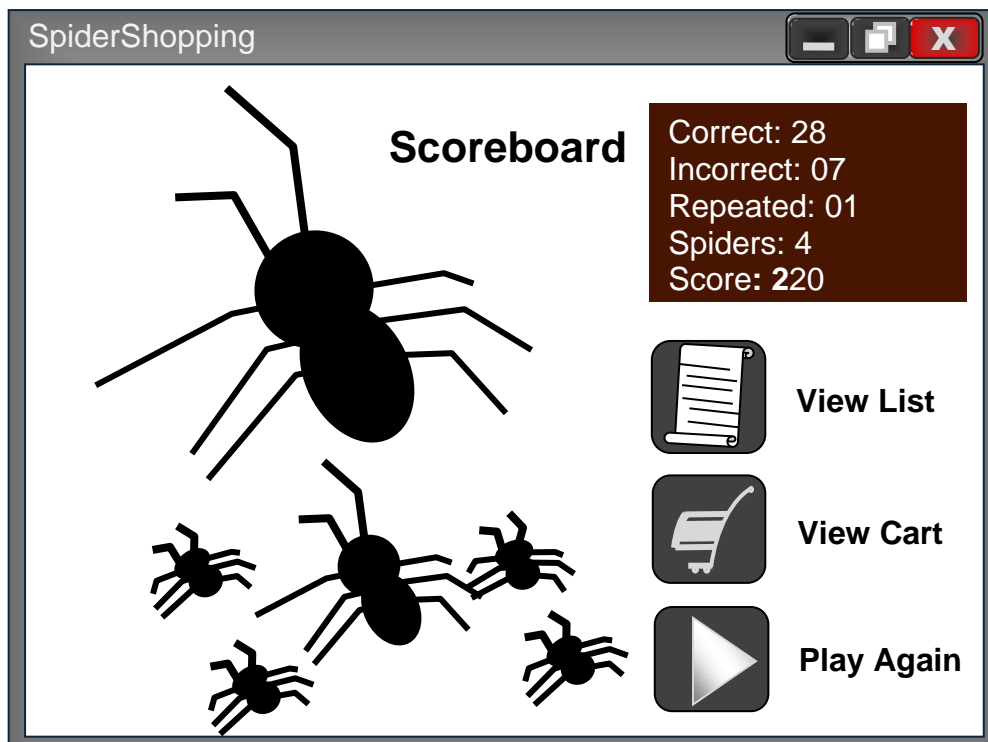 SpiderShopping
X
Scoreboard
Correct: 28
Incorrect: 07
Repeated: 01
Spiders: 4
Score: 220
View List
View Cart
Play Again